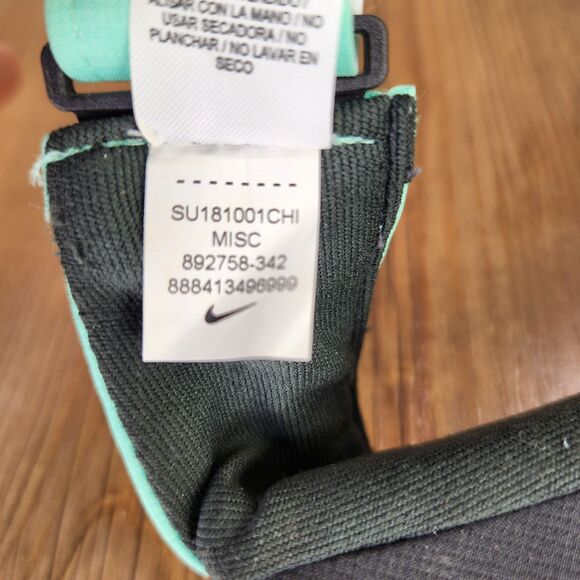 ALISAR CON LA MANO / NO
USAR SECADORA / NO
PLANCHAR / NO LAVAR EN
SECO
SU181001CHI
MISC
892758-342
888413496999